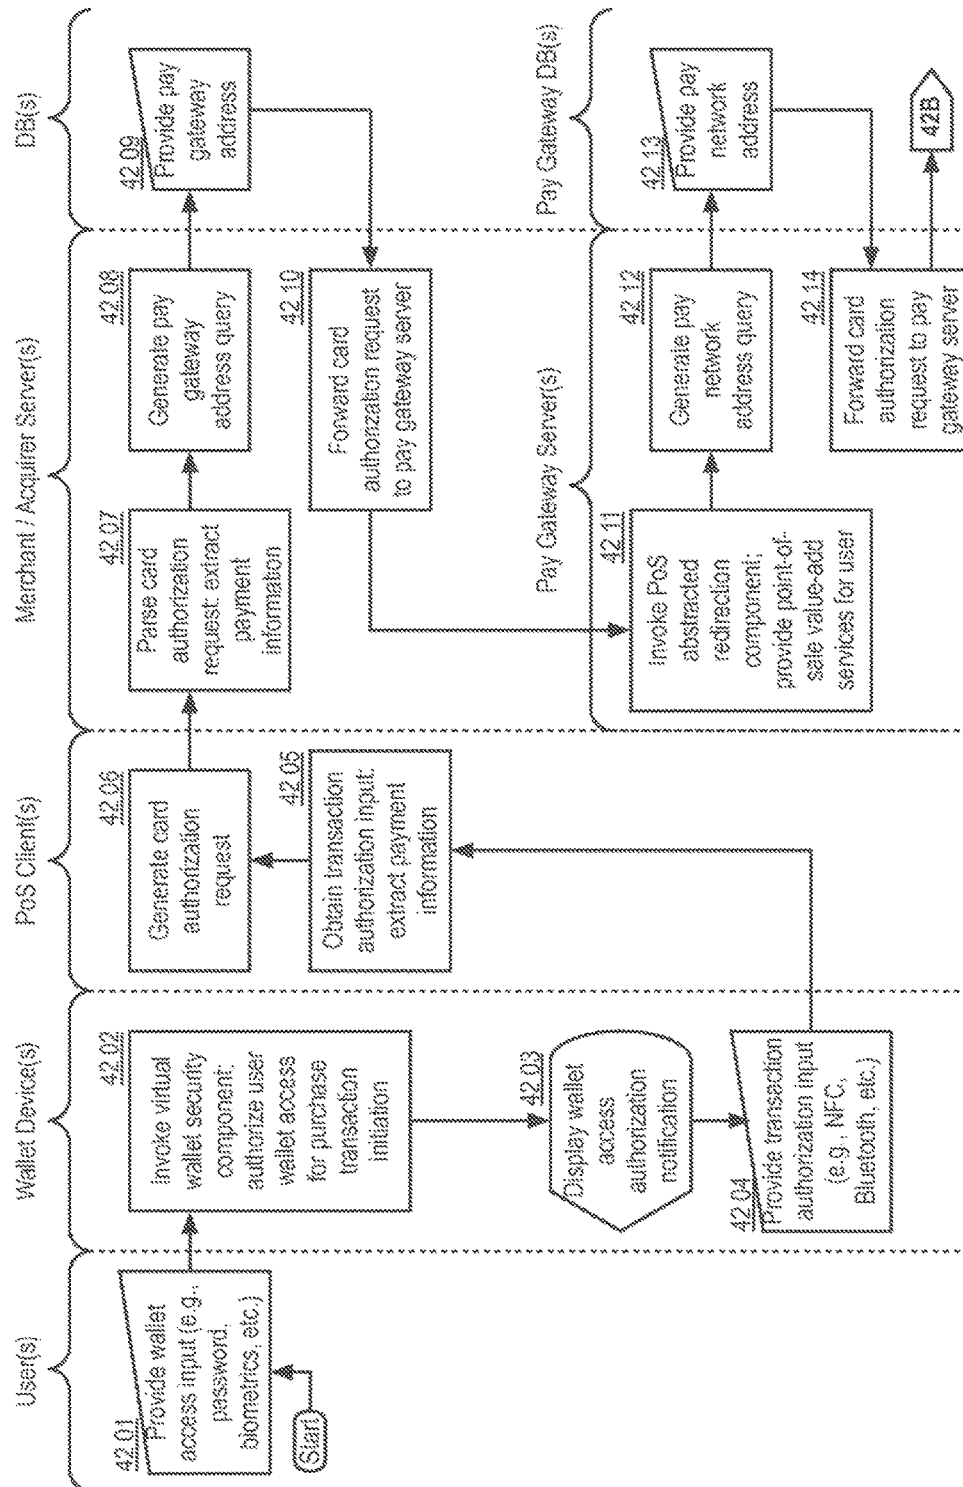 User(s)
Wallet Device(s)
PoS Client(s)
Merchant / Acquirer Server(s)
DB(s)
Start
42.01
Provide wallet
access input (e.g.,
password,
biometrics, etc.)
42.02
Invoke virtual
wallet security
component;
authorize user
wallet access
for purchase
transaction
initiation
42.03
Display wallet
access
authorization
notification
42.04
Provide transaction
authorization input
(e.g., NFC,
Bluetooth, etc.)
42.05
Obtain transaction
authorization input;
extract payment
information
42.06
Generate card
authorization
request
42.07
Parse card
authorization
request: extract
payment
information
42.08
Generate pay
gateway
address query
42.09
Provide pay
gateway
address
42.10
Forward card
authorization request
to pay gateway server
Pay Gateway Server(s)
Pay Gateway DB(s)
42.11
Invoke PoS
abstracted
redirection
component;
provide point-of-
sale value-add
services for user
42.12
Generate pay
network
address query
42.13
Provide pay
network
address
42.14
Forward card
authorization
request to pay
gateway server
42B